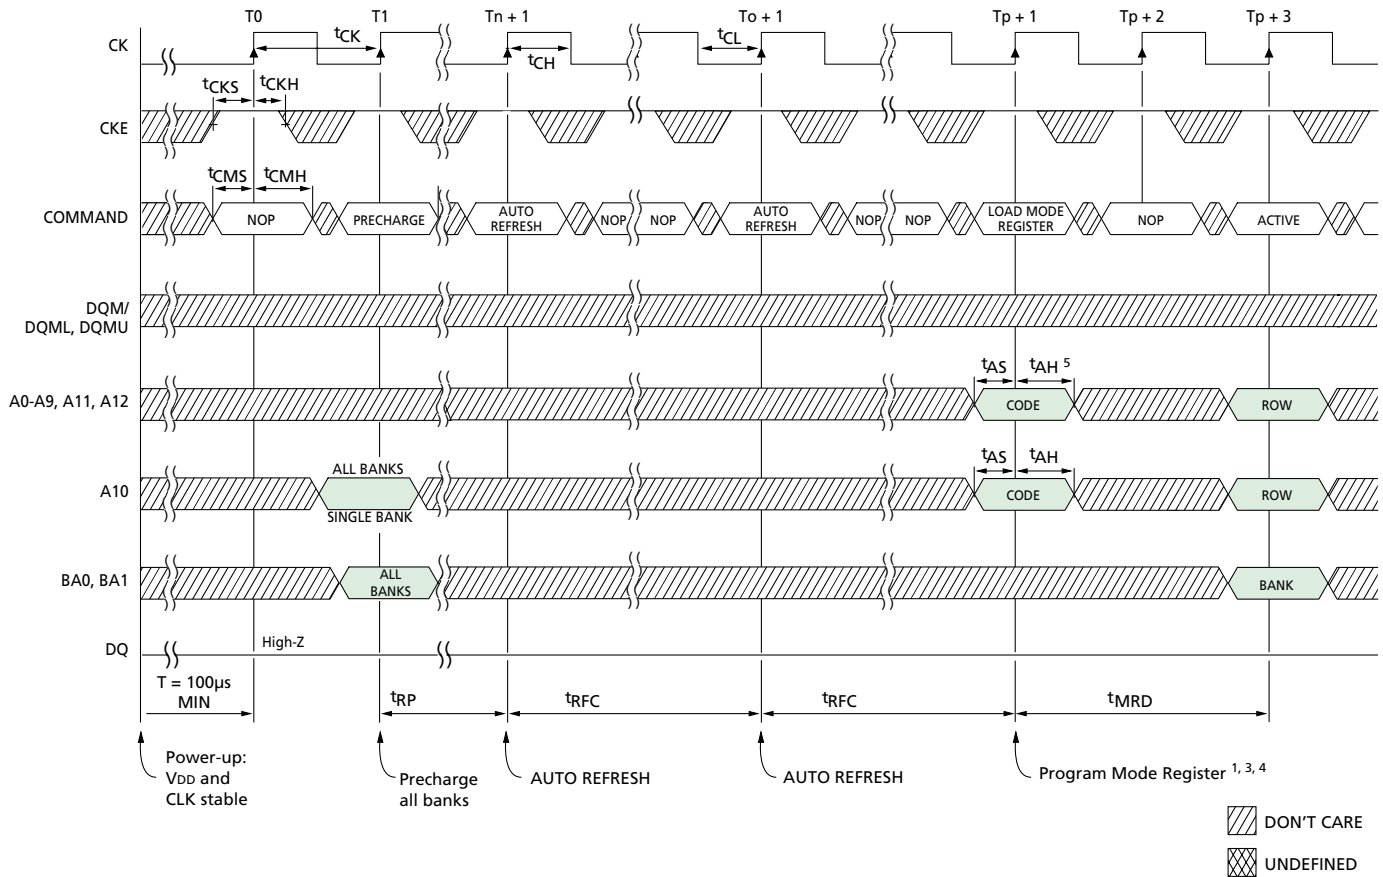 T0 T1 Tn + 1 To + 1 Tp + 1 Tp + 2 Tp + 3
CK
tCK
tCH
tCL
tCKS tCKH
CKE
tCMS tCMH
COMMAND
NOP PRECHARGE AUTO REFRESH NOP NOP AUTO REFRESH NOP NOP LOAD MODE REGISTER NOP ACTIVE
DQM/
DQML, DQMU
tAS tAH 5
A0-A9, A11, A12
CODE ROW
ALL BANKS
tAS tAH
A10
CODE ROW
SINGLE BANK
BA0, BA1
ALL
BANKS
BANK
High-Z
DQ
T = 100µs
MIN
tRP tRFC tRFC tMRD
Power-up:
VDD and
CLK stable
Precharge
all banks
AUTO REFRESH
AUTO REFRESH
Program Mode Register 1, 3, 4
DON'T CARE
UNDEFINED